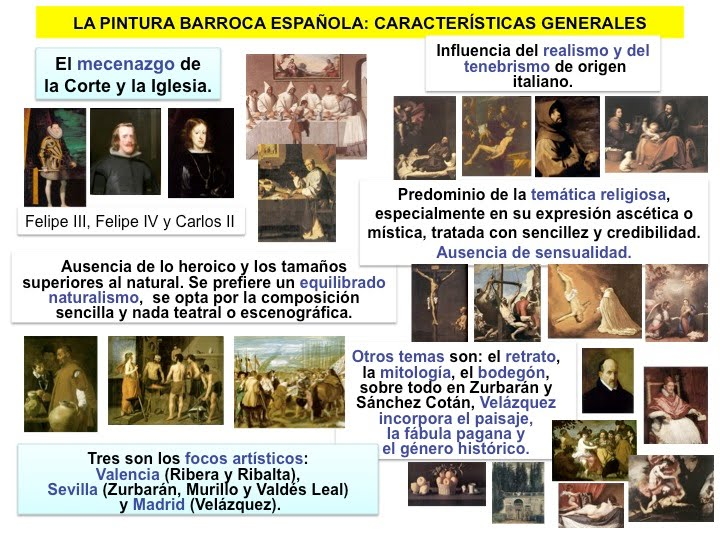 LA PINTURA BARROCA ESPAÑOLA: CARACTERÍSTICAS GENERALES
El mecenazgo de
la Corte y la Iglesia.
Influencia del realismo y del
tenebrismo de origen
italiano.
Felipe III, Felipe IV y Carlos II
Predominio de la temática religiosa,
especialmente en su expresión ascética o
mística, tratada con sencillez y credibilidad.
Ausencia de sensualidad.
Ausencia de lo heroico y los tamaños
superiores al natural. Se prefiere un equilibrado
naturalismo, se opta por la composición
sencilla y nada teatral o escenográfica.
Otros temas son: el retrato,
la mitología, el bodegón,
sobre todo en Zurbarán y
Sánchez Cotán, Velázquez
incorpora el paisaje,
la fábula pagana y
el género histórico.
Tres son los focos artísticos:
Valencia (Ribera y Ribalta),
Sevilla (Zurbarán, Murillo y Valdés Leal)
y Madrid (Velázquez).